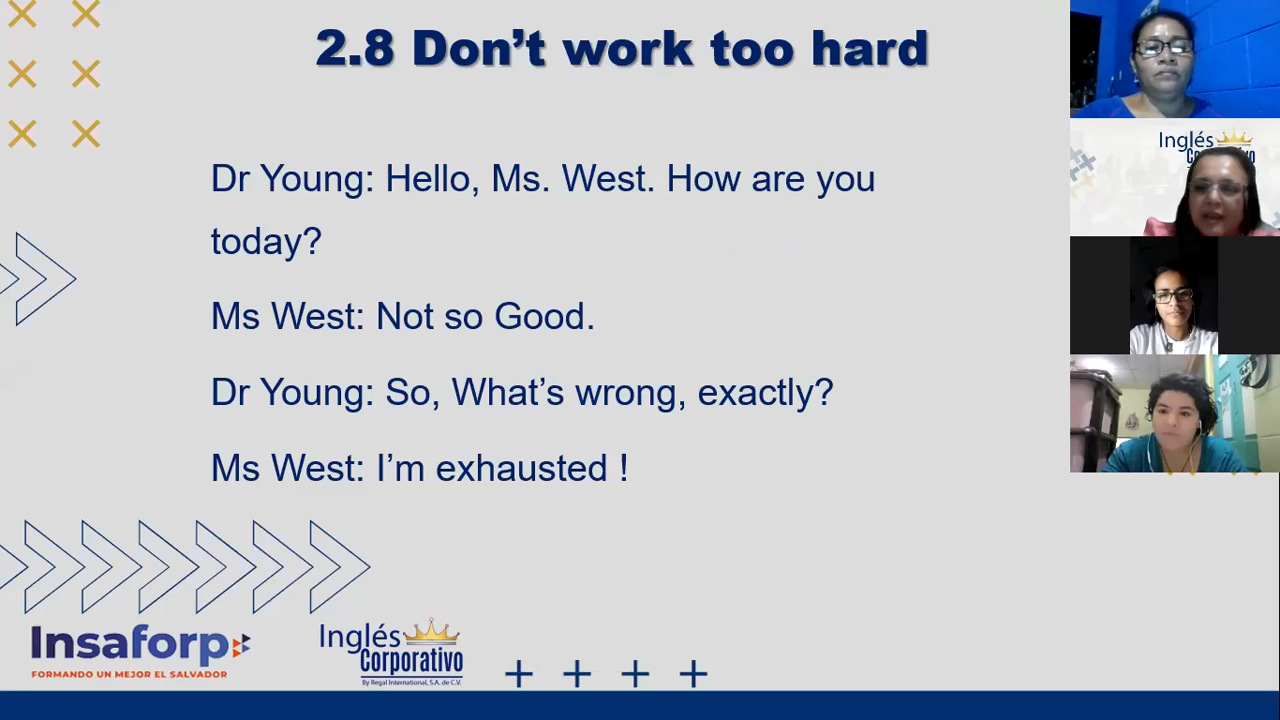 2.8 Don't work too hard
Dr Young: Hello, Ms. West. How are you
today?
Ms West: Not so Good.
Dr Young: So, What's wrong, exactly?
Ms West: I'm exhausted !
Insaforp
FORMANDO UN MEJOR EL SALVADOR
Inglés
Corporativo
By Regal International, S.A. de C.V.
Inglés